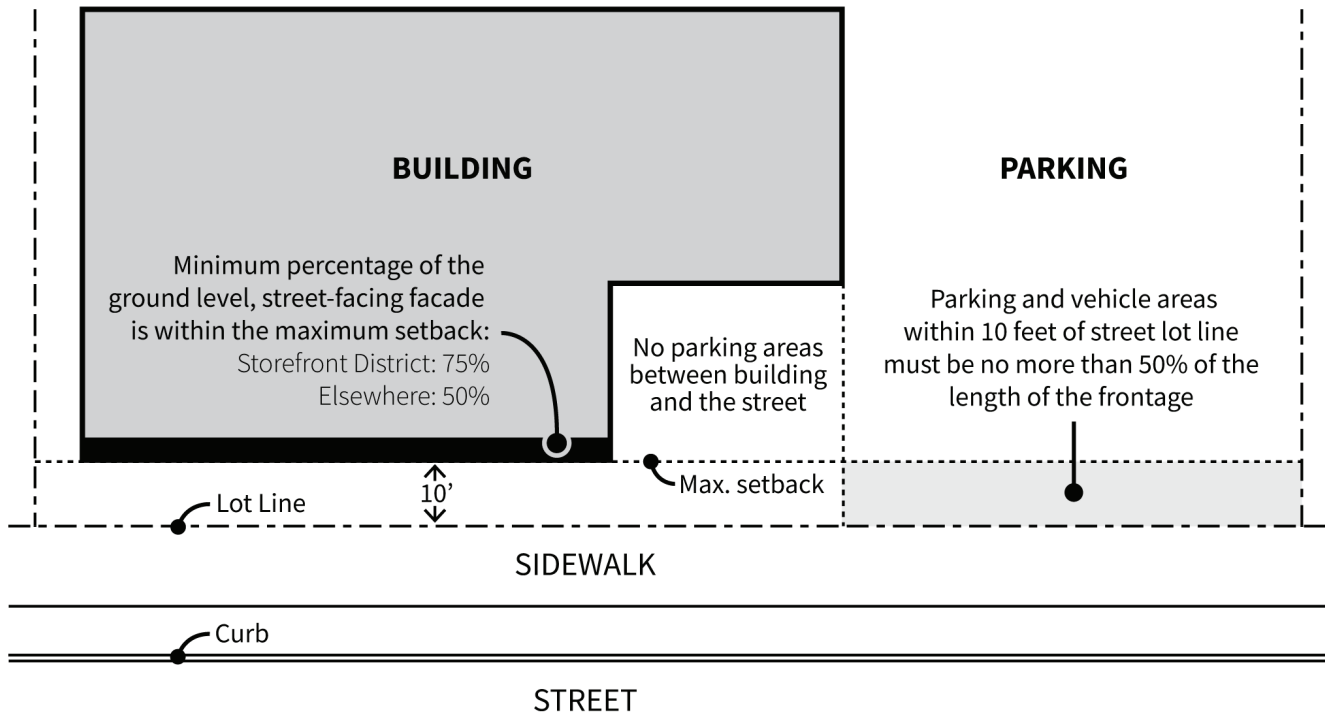 BUILDING
PARKING
Minimum percentage of the
ground level, street-facing facade
is within the maximum setback:
Storefront District: 75%
Elsewhere: 50%
No parking areas
between building
and the street
Parking and vehicle areas
within 10 feet of street lot line
must be no more than 50% of the
length of the frontage
Max. setback
10’
Lot Line
SIDEWALK
Curb
STREET